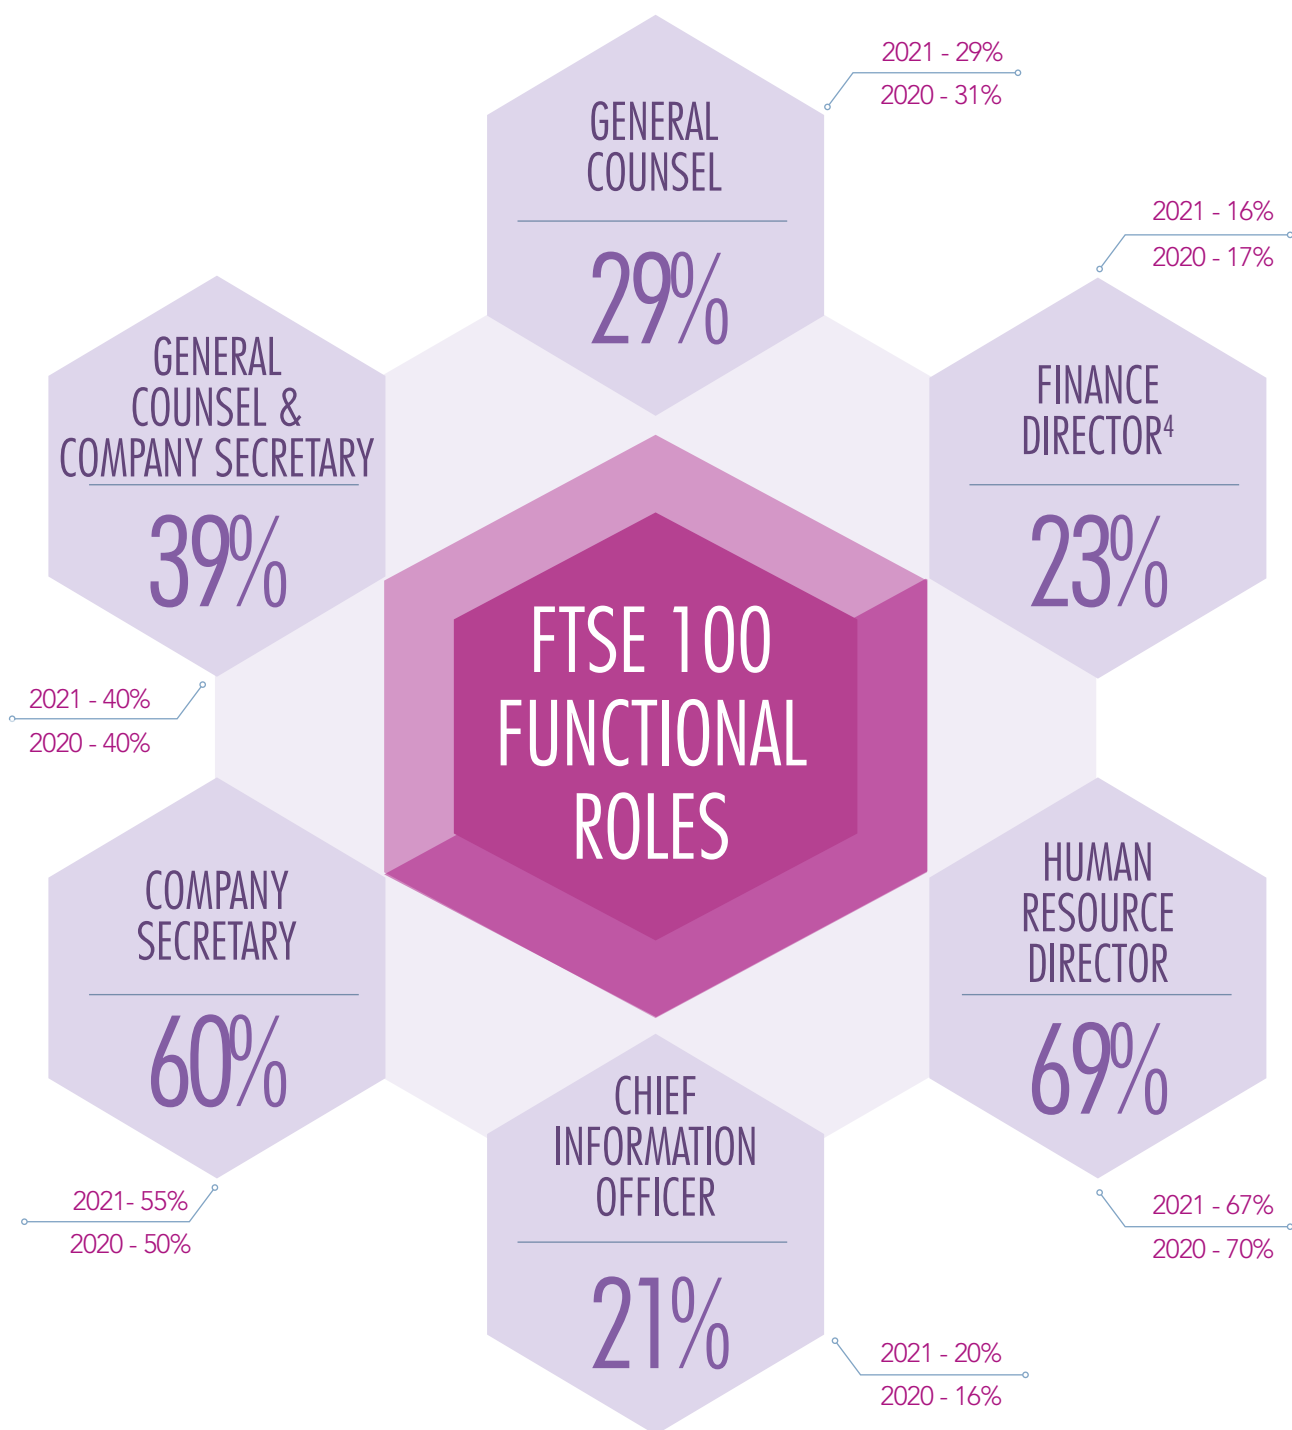 2021 - 29%
2020 - 31%
GENERAL
COUNSEL
29%
2021 - 16%
2020 - 17%
FINANCE
DIRECTOR⁴
23%
GENERAL
COUNSEL &
COMPANY SECRETARY
39%
2021 - 40%
2020 - 40%
FTSE 100
FUNCTIONAL
ROLES
COMPANY
SECRETARY
60%
2021- 55%
2020 - 50%
HUMAN
RESOURCE
DIRECTOR
69%
2021 - 67%
2020 - 70%
CHIEF
INFORMATION
OFFICER
21%
2021 - 20%
2020 - 16%